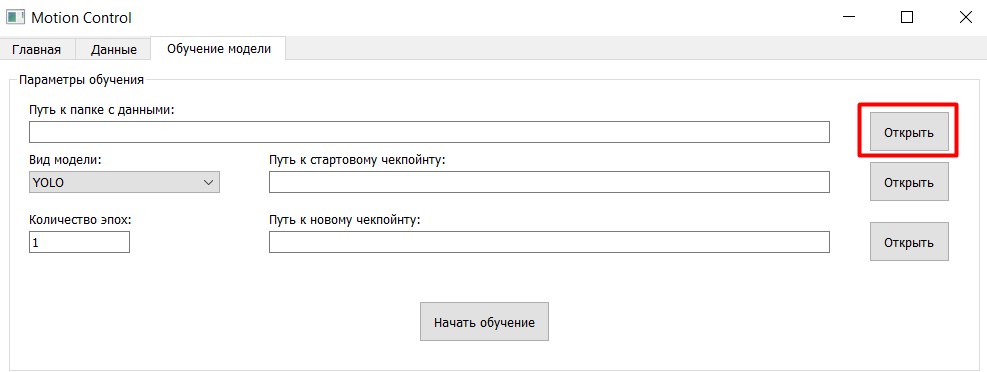 Motion Control
Главная Данные Обучение модели
Параметры обучения
Путь к папке с данными:
Открыть
Вид модели: Путь к стартовому чекпойнту:
YOLO Открыть
Количество эпох: Путь к новому чекпойнту:
1 Открыть
Начать обучение